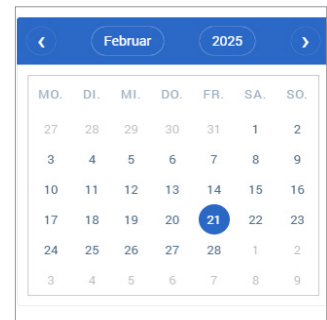 ‹ Februar 2025 ›
MO. DI. MI. DO. FR. SA. SO.
27 28 29 30 31 1 2
3 4 5 6 7 8 9
10 11 12 13 14 15 16
17 18 19 20 21 22 23
24 25 26 27 28 1 2
3 4 5 6 7 8 9